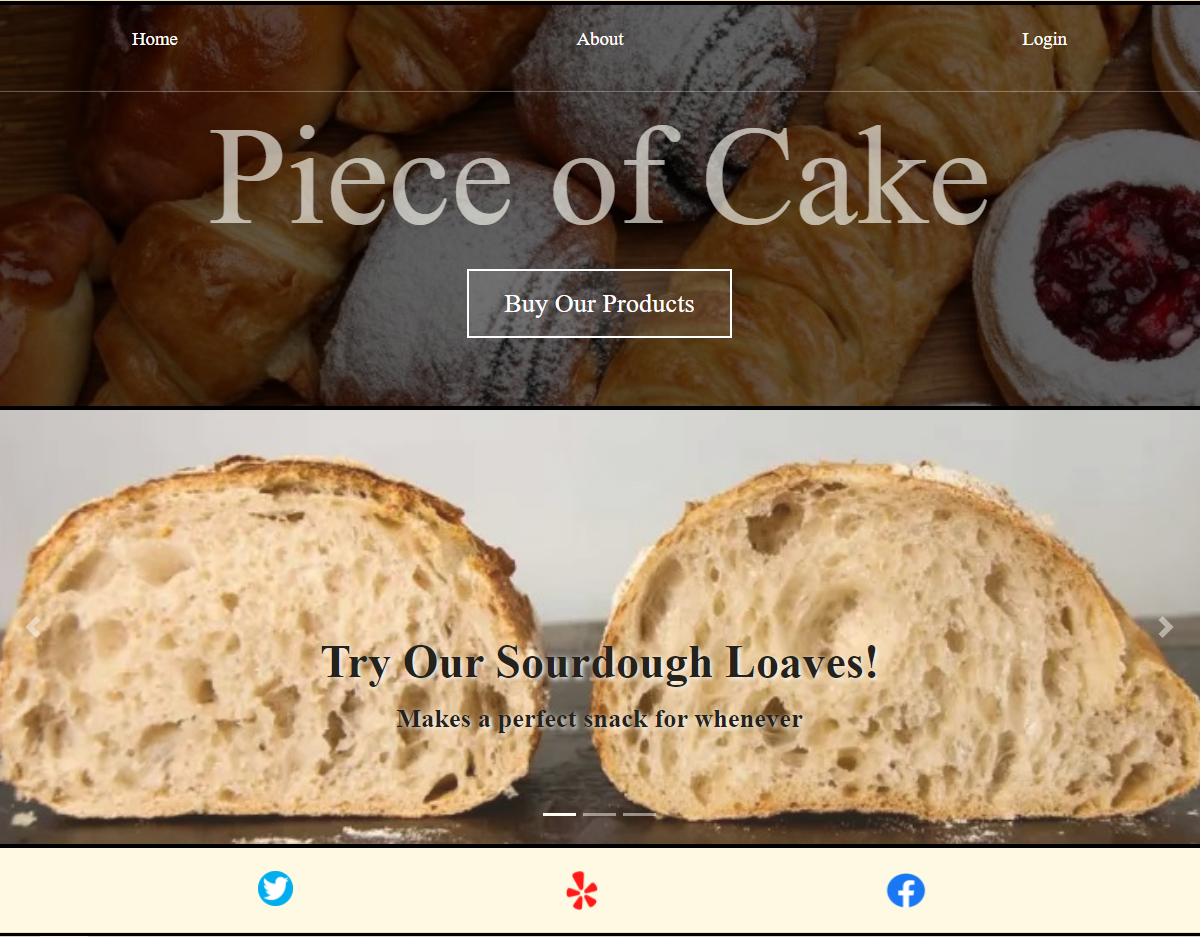 Home
About
Login
Piece of Cake
Buy Our Products
Try Our Sourdough Loaves!
Makes a perfect snack for whenever